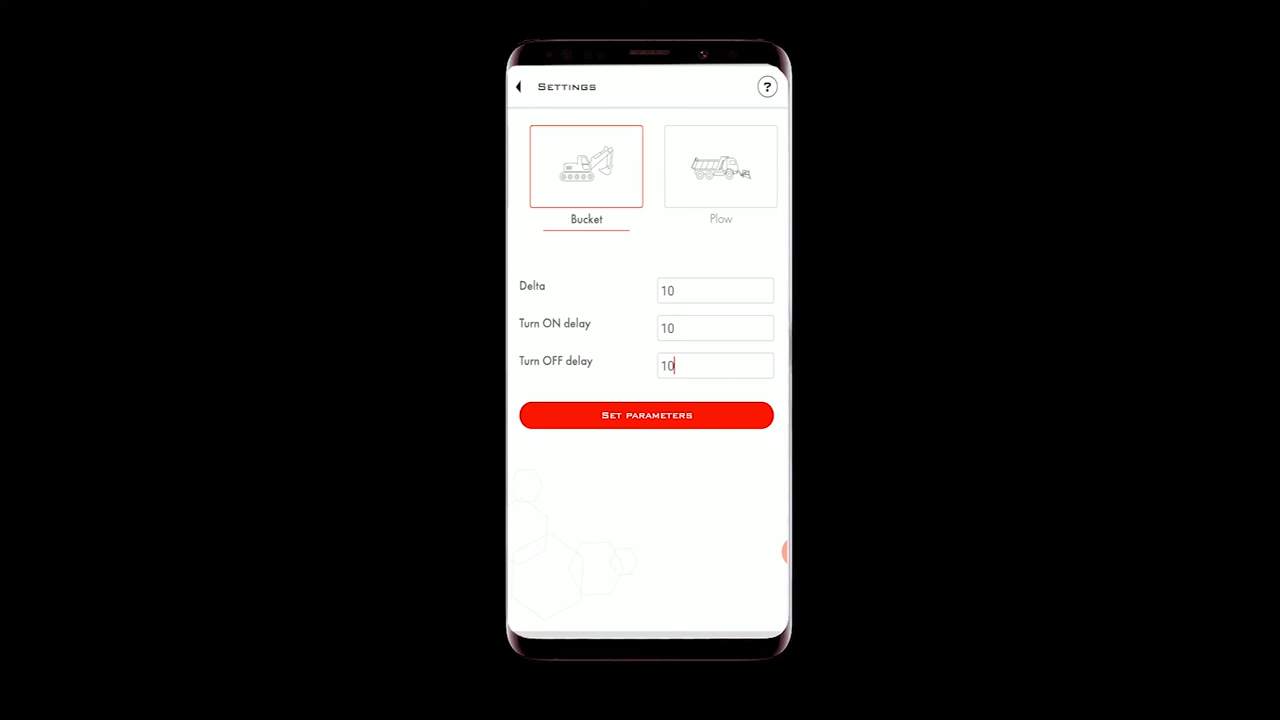 Settings
?
Bucket
Plow
Delta
10
Turn ON delay
10
Turn OFF delay
10
Set parameters